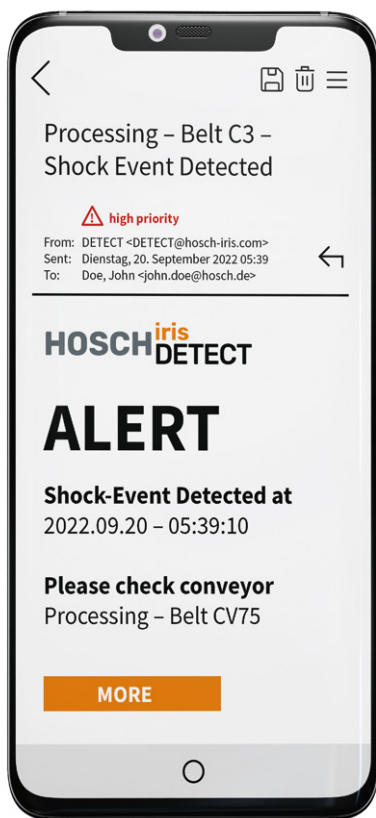 Processing – Belt C3 –
Shock Event Detected
high priority
From: DETECT <DETECT@hosch-iris.com>
Sent: Dienstag, 20. September 2022 05:39
To: Doe, John <john.doe@hosch.de>
HOSCH iris DETECT
ALERT
Shock-Event Detected at
2022.09.20 – 05:39:10
Please check conveyor
Processing – Belt CV75
MORE